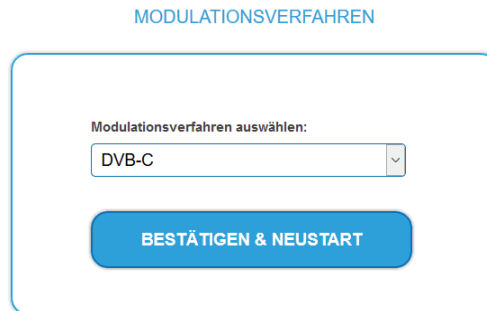 MODULATIONSVERFAHREN
Modulationsverfahren auswählen:
DVB-C
BESTÄTIGEN & NEUSTART